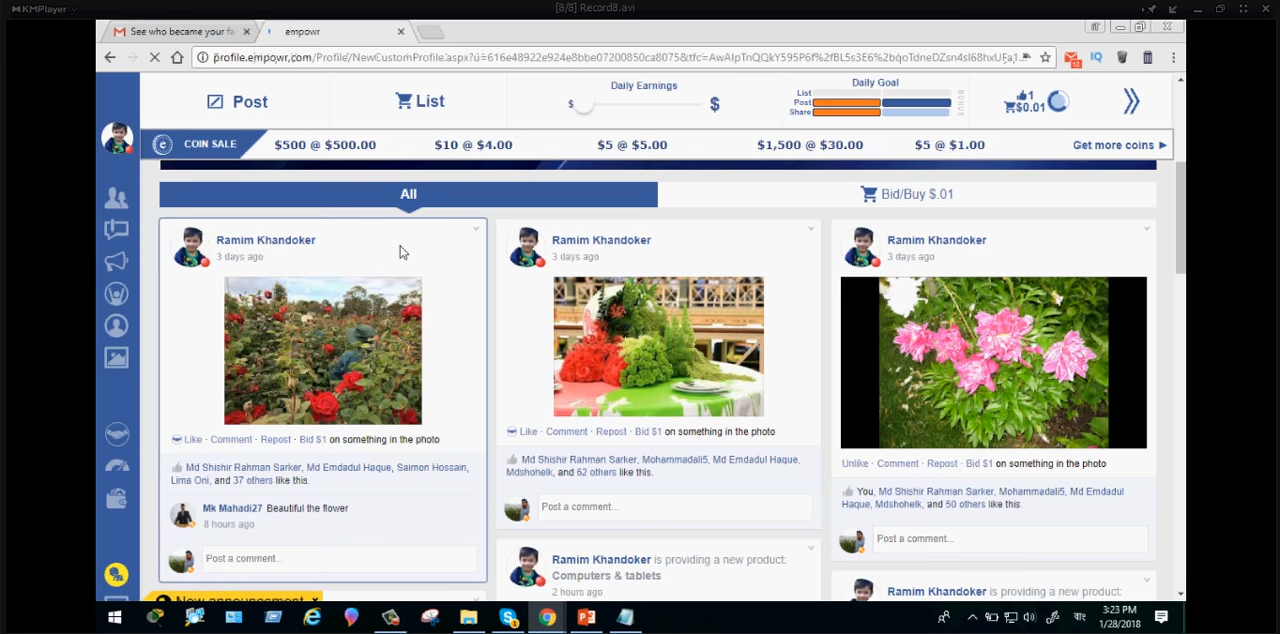 KMPlayer
[8/8] Record8.avi
See who became your fa
empowr
profile.empowr.com/Profile/NewCustomProfile.aspx?
Post
List
Daily Earnings
$
$
Daily Goal
List
Post
Share
BONUS
1
$0.01
COIN SALE
$500 @ $500.00
$10 @ $4.00
$5 @ $5.00
$1,500 @ $30.00
$5 @ $1.00
Get more coins
All
Bid/Buy $.01
Ramim Khandoker
3 days ago
Like · Comment · Repost · Bid $1 on something in the photo
Md Shishir Rahman Sarker, Md Emdadul Haque, Saimon Hossain,
Lima Oni, and 37 others like this.
Mk Mahadi27 Beautiful the flower
8 hours ago
Post a comment...
Ramim Khandoker
3 days ago
Like · Comment · Repost · Bid $1 on something in the photo
Md Shishir Rahman Sarker, Mohammadali5, Md Emdadul Haque,
Mdshohelk, and 62 others like this.
Post a comment...
Ramim Khandoker is providing a new product:
Computers & tablets
2 hours ago
Ramim Khandoker
3 days ago
Unlike · Comment · Repost · Bid $1 on something in the photo
You, Md Shishir Rahman Sarker, Mohammadali5, Md Emdadul
Haque, Mdshohelk, and 50 others like this.
Post a comment...
Ramim Khandoker is providing a new product:
New announcement
3:23 PM
1/28/2018